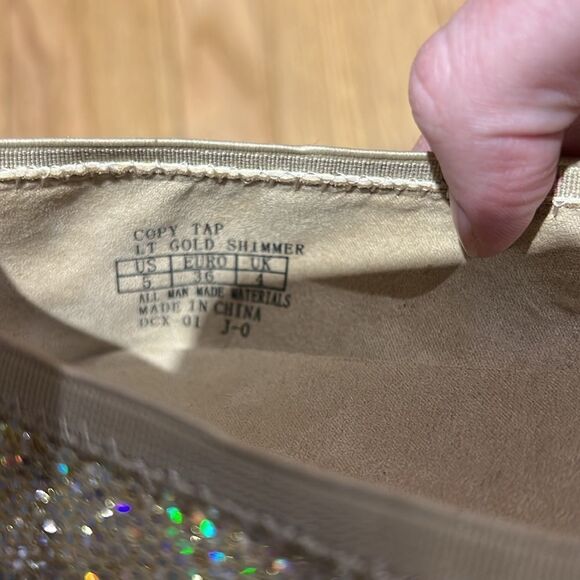 COPY TAP
LT GOLD SHIMMER
US EURO UK
5 36 4
ALL MAN MADE MATERIALS
MADE IN CHINA
DCX-01 J-0